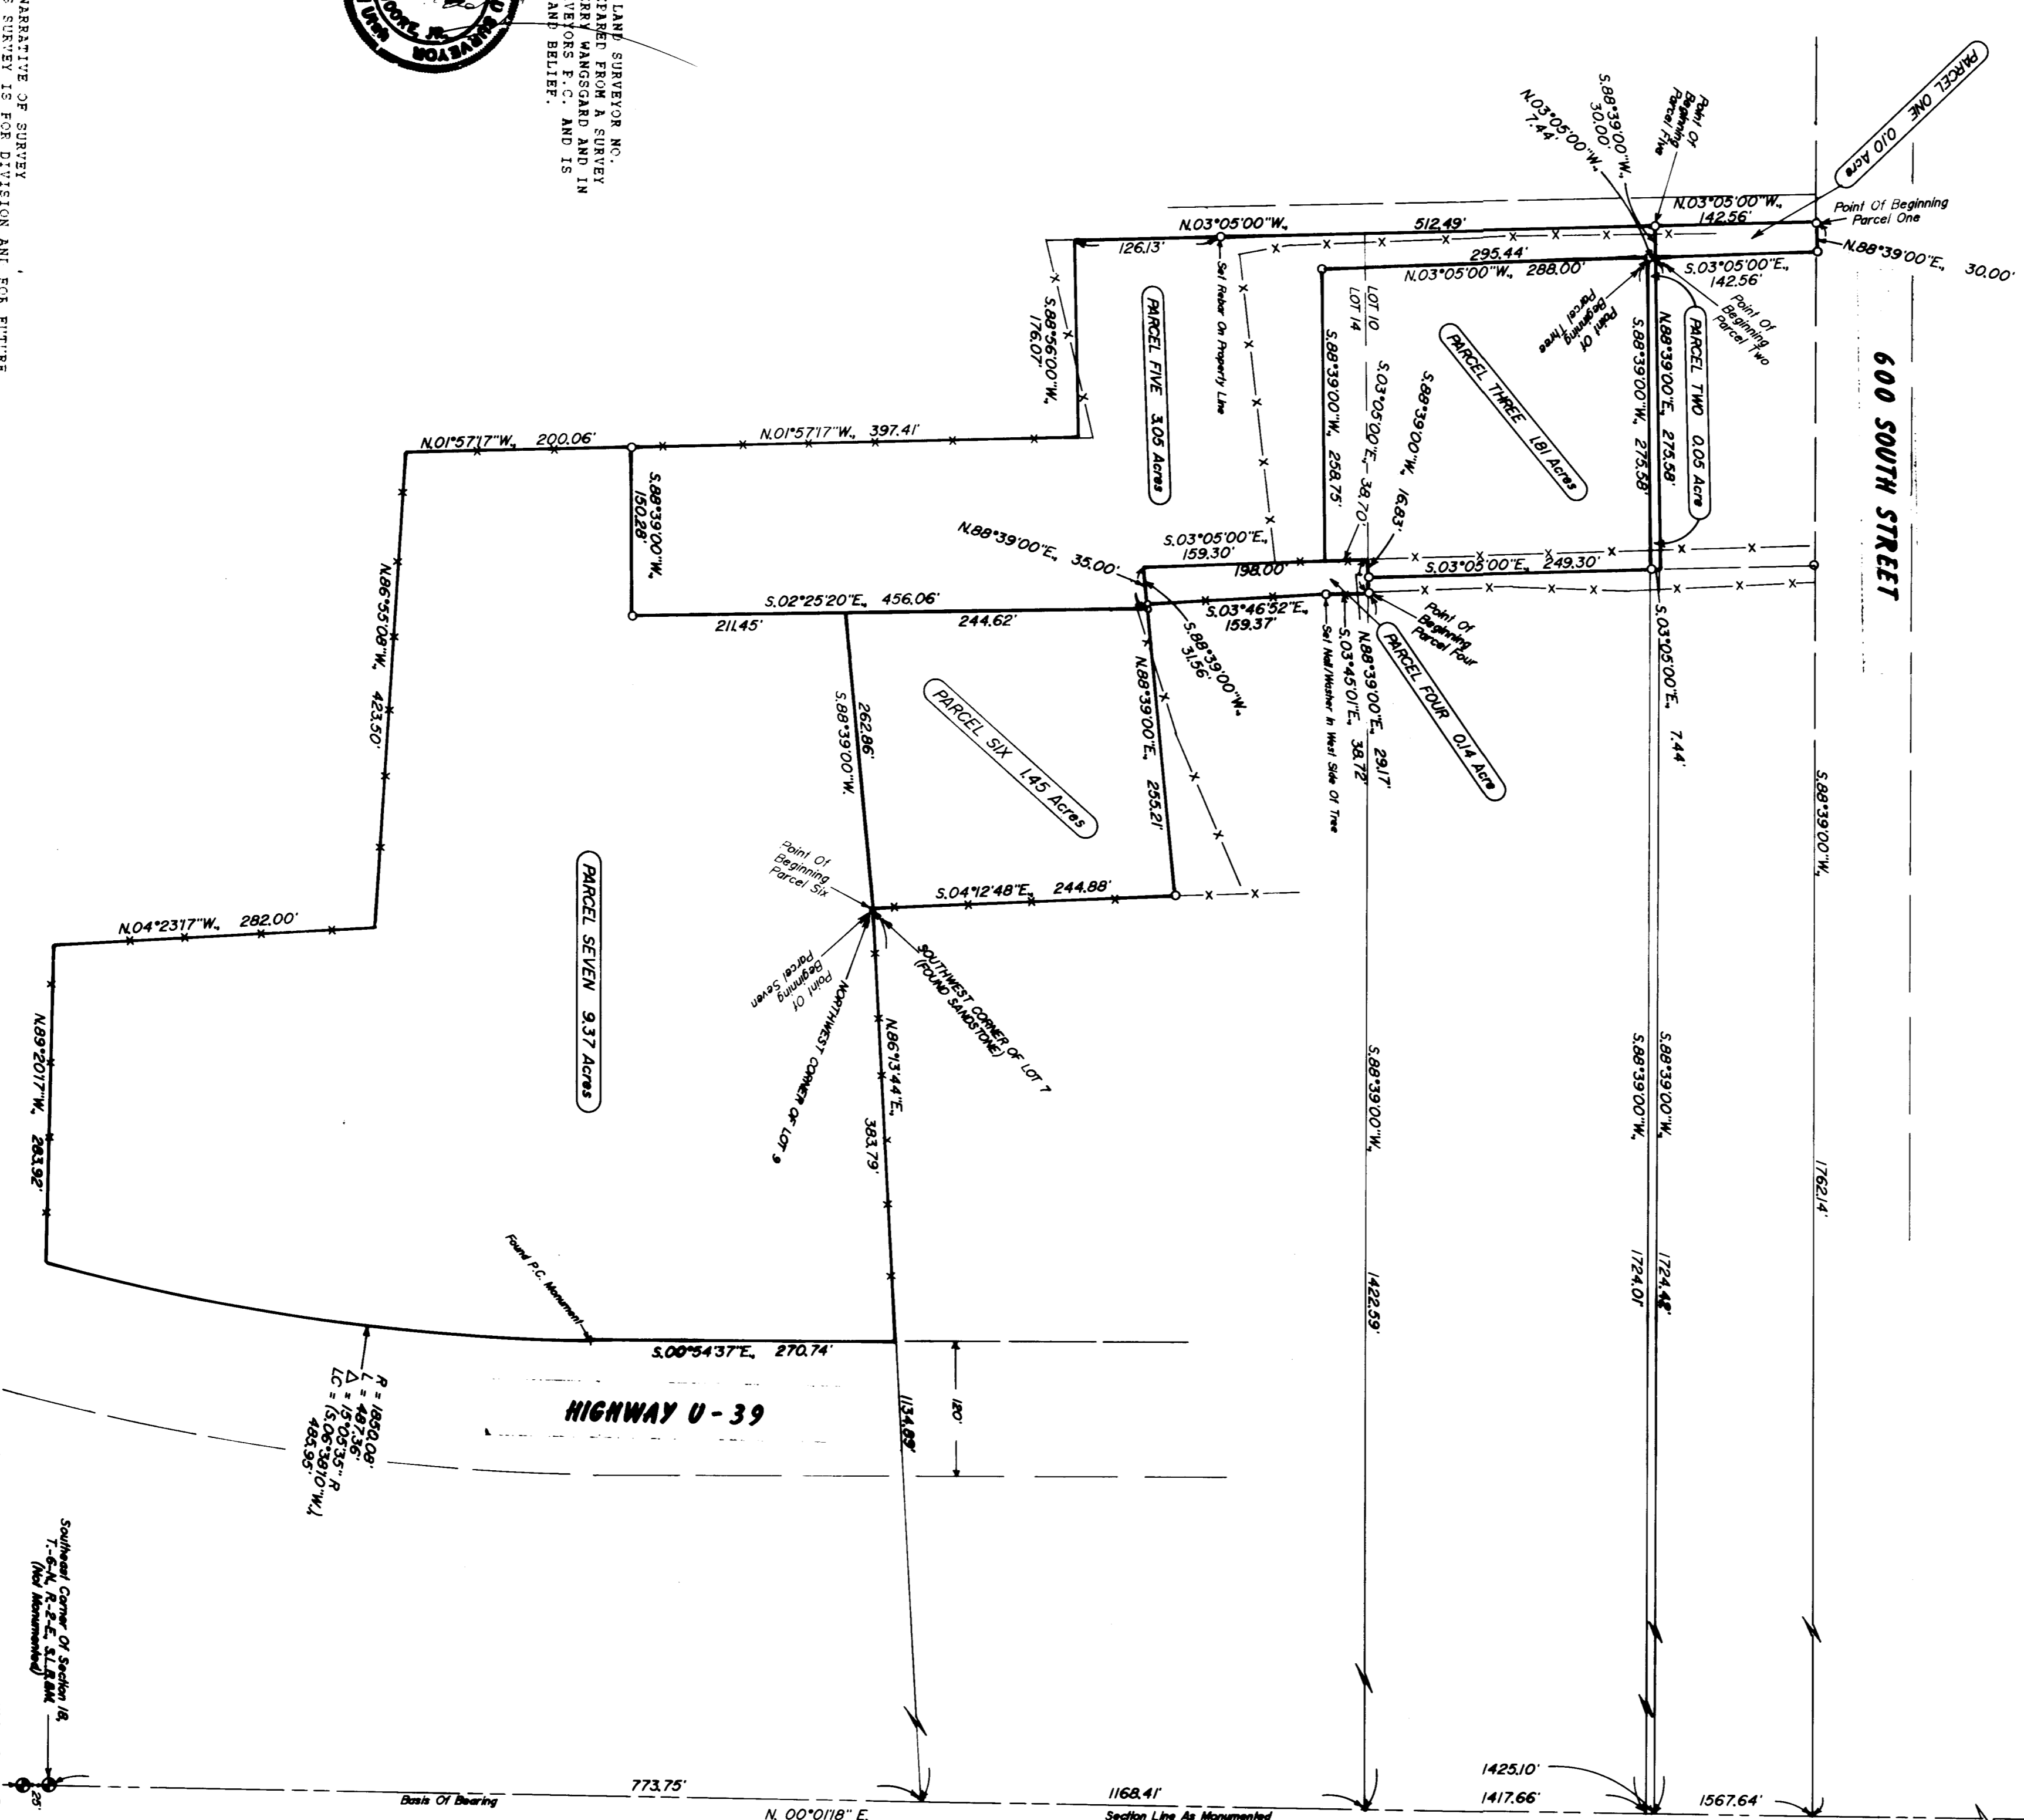 LAND SURVEYOR NO.
PARED FROM A SURVEY
RRY WANGSGARD AND IN
VEYORS P.C. AND IS
AND BELIEF.
SURVEYOR
NARRATIVE OF SURVEY
SURVEY IS FOR DIVISION AND FOR FUTURE
PARCEL ONE 0.10 Acre
Point Of
Beginning
Parcel Five
S.88°39'00"W.,
30.00'
N.03°05'00"W.,
7.44'
N.03°05'00"W.,
142.56'
Point Of Beginning
Parcel One
N.88°39'00"E., 30.00'
S.03°05'00"E.,
142.56'
N.03°05'00"W.,
512.49'
126.13'
Set Rebar On Property Line
295.44'
N.03°05'00"W., 288.00'
Point Of
Beginning
Parcel Three
Point Of
Beginning
Parcel Two
PARCEL TWO 0.05 Acre
N.88°39'00"E., 275.58'
S.88°39'00"W., 275.58'
600 SOUTH STREET
LOT 10
LOT 14
PARCEL THREE 1.81 Acres
S.88°39'00"W., 258.75'
S.03°05'00"E., 38.70'
S.88°39'00"W., 16.83'
PARCEL FIVE 3.05 Acres
S.88°56'00"W.,
176.07'
N.01°57'17"W., 200.06'
N.01°57'17"W., 397.41'
S.88°39'00"W.,
150.28'
N.88°39'00"E., 35.00'
S.03°05'00"E.,
159.30'
198.00'
S.03°05'00"E., 249.30'
S.02°25'20"E., 456.06'
211.45'
244.62'
S.03°46'52"E.,
159.37'
S.88°39'00"W.,
31.56'
Point Of
Beginning
Parcel Four
PARCEL FOUR 0.14 Acre
N.88°39'00"E., 29.17'
S.03°45'01"E., 38.72'
Set Nail/Washer In West Side Of Tree
S.03°05'00"E., 7.44'
N.86°55'08"W., 423.50'
262.86'
S.88°39'00"W.
PARCEL SIX 1.45 Acres
N.88°39'00"E., 255.21'
S.04°12'48"E., 244.88'
Point Of
Beginning
Parcel Six
Point Of
Beginning
Parcel Seven
SOUTHWEST CORNER OF LOT 7
(FOUND SANDSTONE)
NORTHWEST CORNER OF LOT 9
PARCEL SEVEN 9.37 Acres
N.04°23'17"W., 282.00'
N.89°20'17"W., 283.92'
N.86°13'44"E., 383.79'
Found P.C. Monument
S.00°54'37"E., 270.74'
HIGHWAY U-39
120'
R = 1850.08'
L = 487.36'
Δ = 15°05'35" R
LC = (S.06°38'10"W.),
485.95'
1134.89'
S.88°39'00"W., 1422.59'
S.88°39'00"W., 1724.01'
S.88°39'00"W., 1724.48'
S.88°39'00"W., 1762.14'
Southeast Corner Of Section 18,
T.-6-N., R.-2-E., S.L.B.&M.
(Not Monumented)
25'
773.75'
Basis Of Bearing
N. 00°01'18" E.
1168.41'
Section Line As Monumented
1425.10'
1417.66'
1567.64'